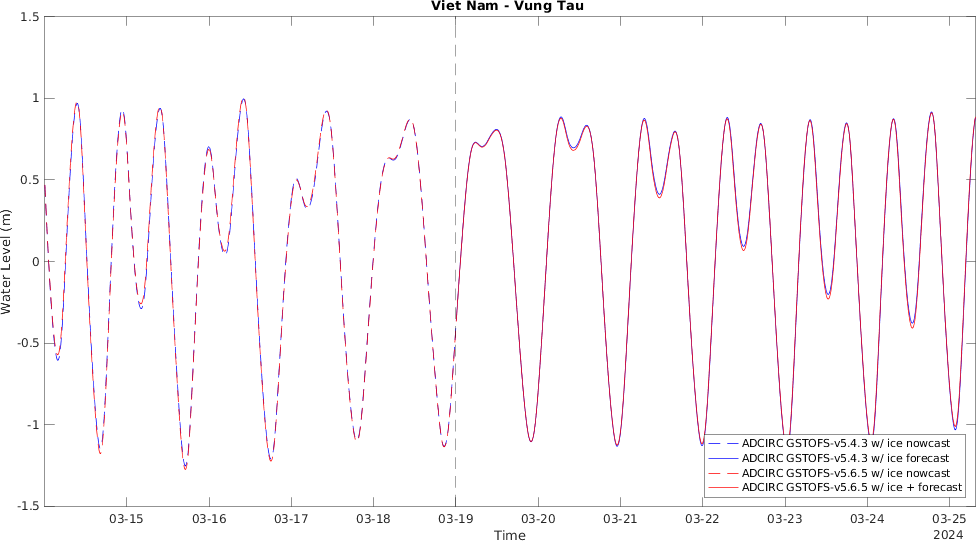 Viet Nam - Vung Tau
1.5
1
0.5
0
-0.5
-1
-1.5
Water Level (m)
ADCIRC GSTOFS-v5.4.3 w/ ice nowcast
ADCIRC GSTOFS-v5.4.3 w/ ice forecast
ADCIRC GSTOFS-v5.6.5 w/ ice nowcast
ADCIRC GSTOFS-v5.6.5 w/ ice + forecast
03-15 03-16 03-17 03-18 03-19 03-20 03-21 03-22 03-23 03-24 03-25
Time 2024